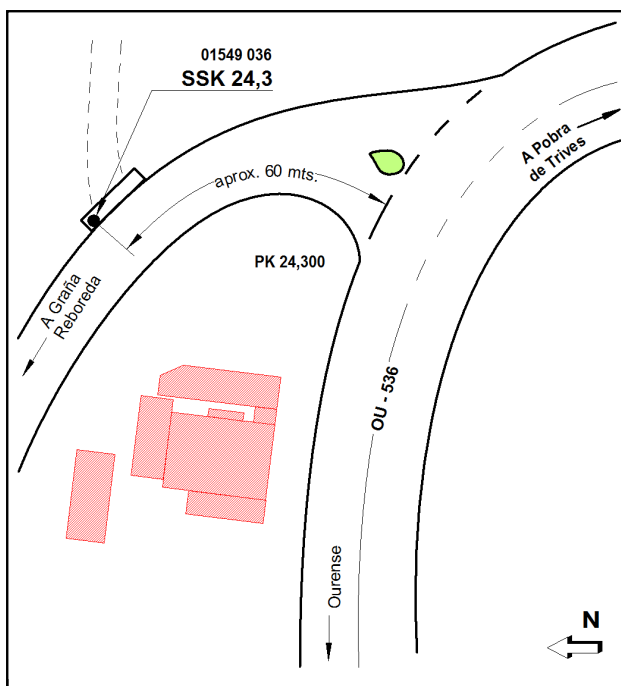 01549 036
SSK 24,3
aprox. 60 mts.
A Pobra
de Trives
PK 24,300
A Graña
Reboreda
OU - 536
Ourense
N